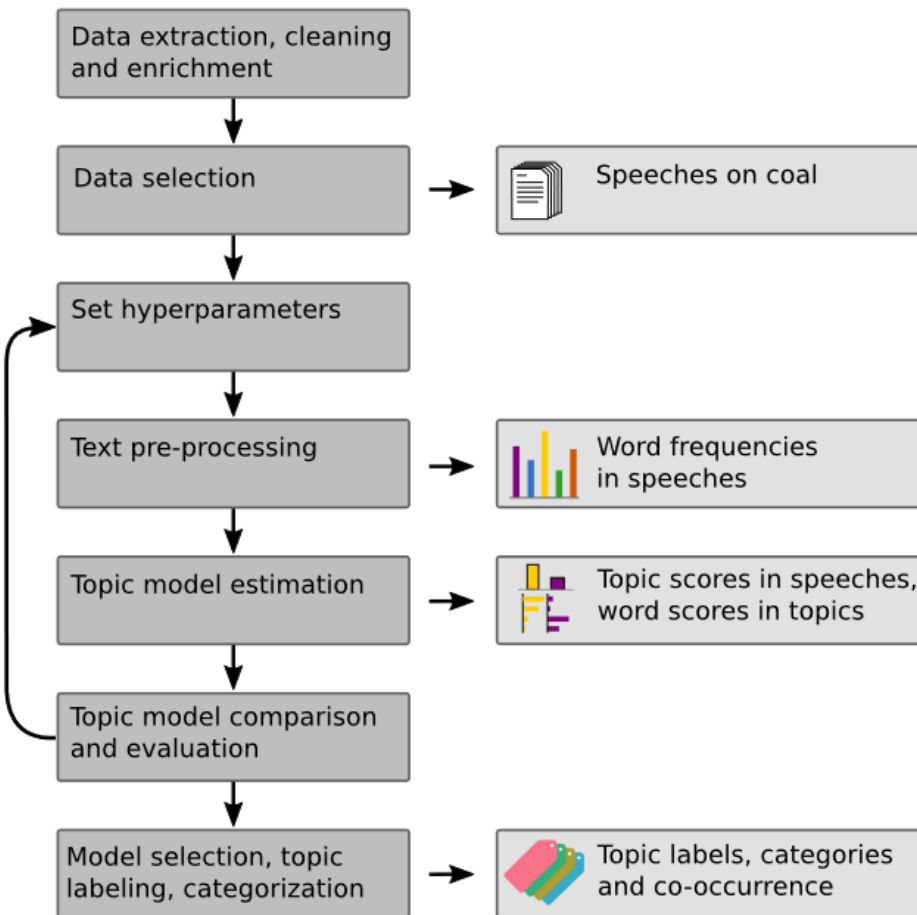 Data extraction, cleaning
and enrichment
Data selection
Speeches on coal
Set hyperparameters
Text pre-processing
Word frequencies
in speeches
Topic model estimation
Topic scores in speeches,
word scores in topics
Topic model comparison
and evaluation
Model selection, topic
labeling, categorization
Topic labels, categories
and co-occurrence